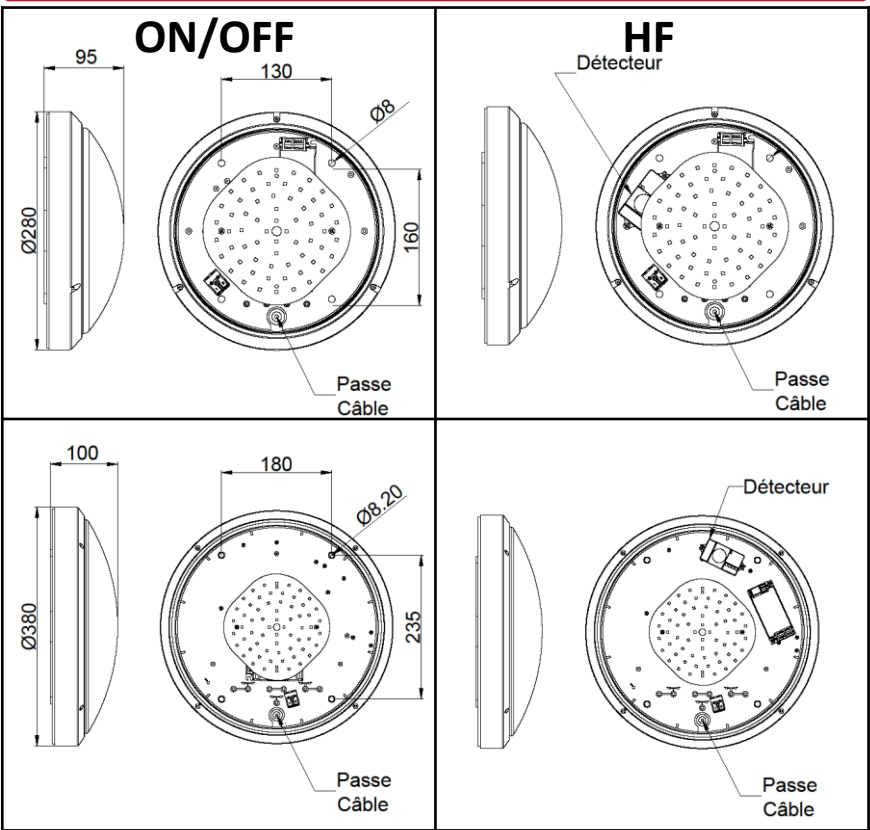 ON/OFF
95
130
Ø8
Ø280
160
Passe
Câble
HF
Détecteur
Passe
Câble
100
180
Ø8.20
Ø380
235
Passe
Câble
Détecteur
Passe
Câble